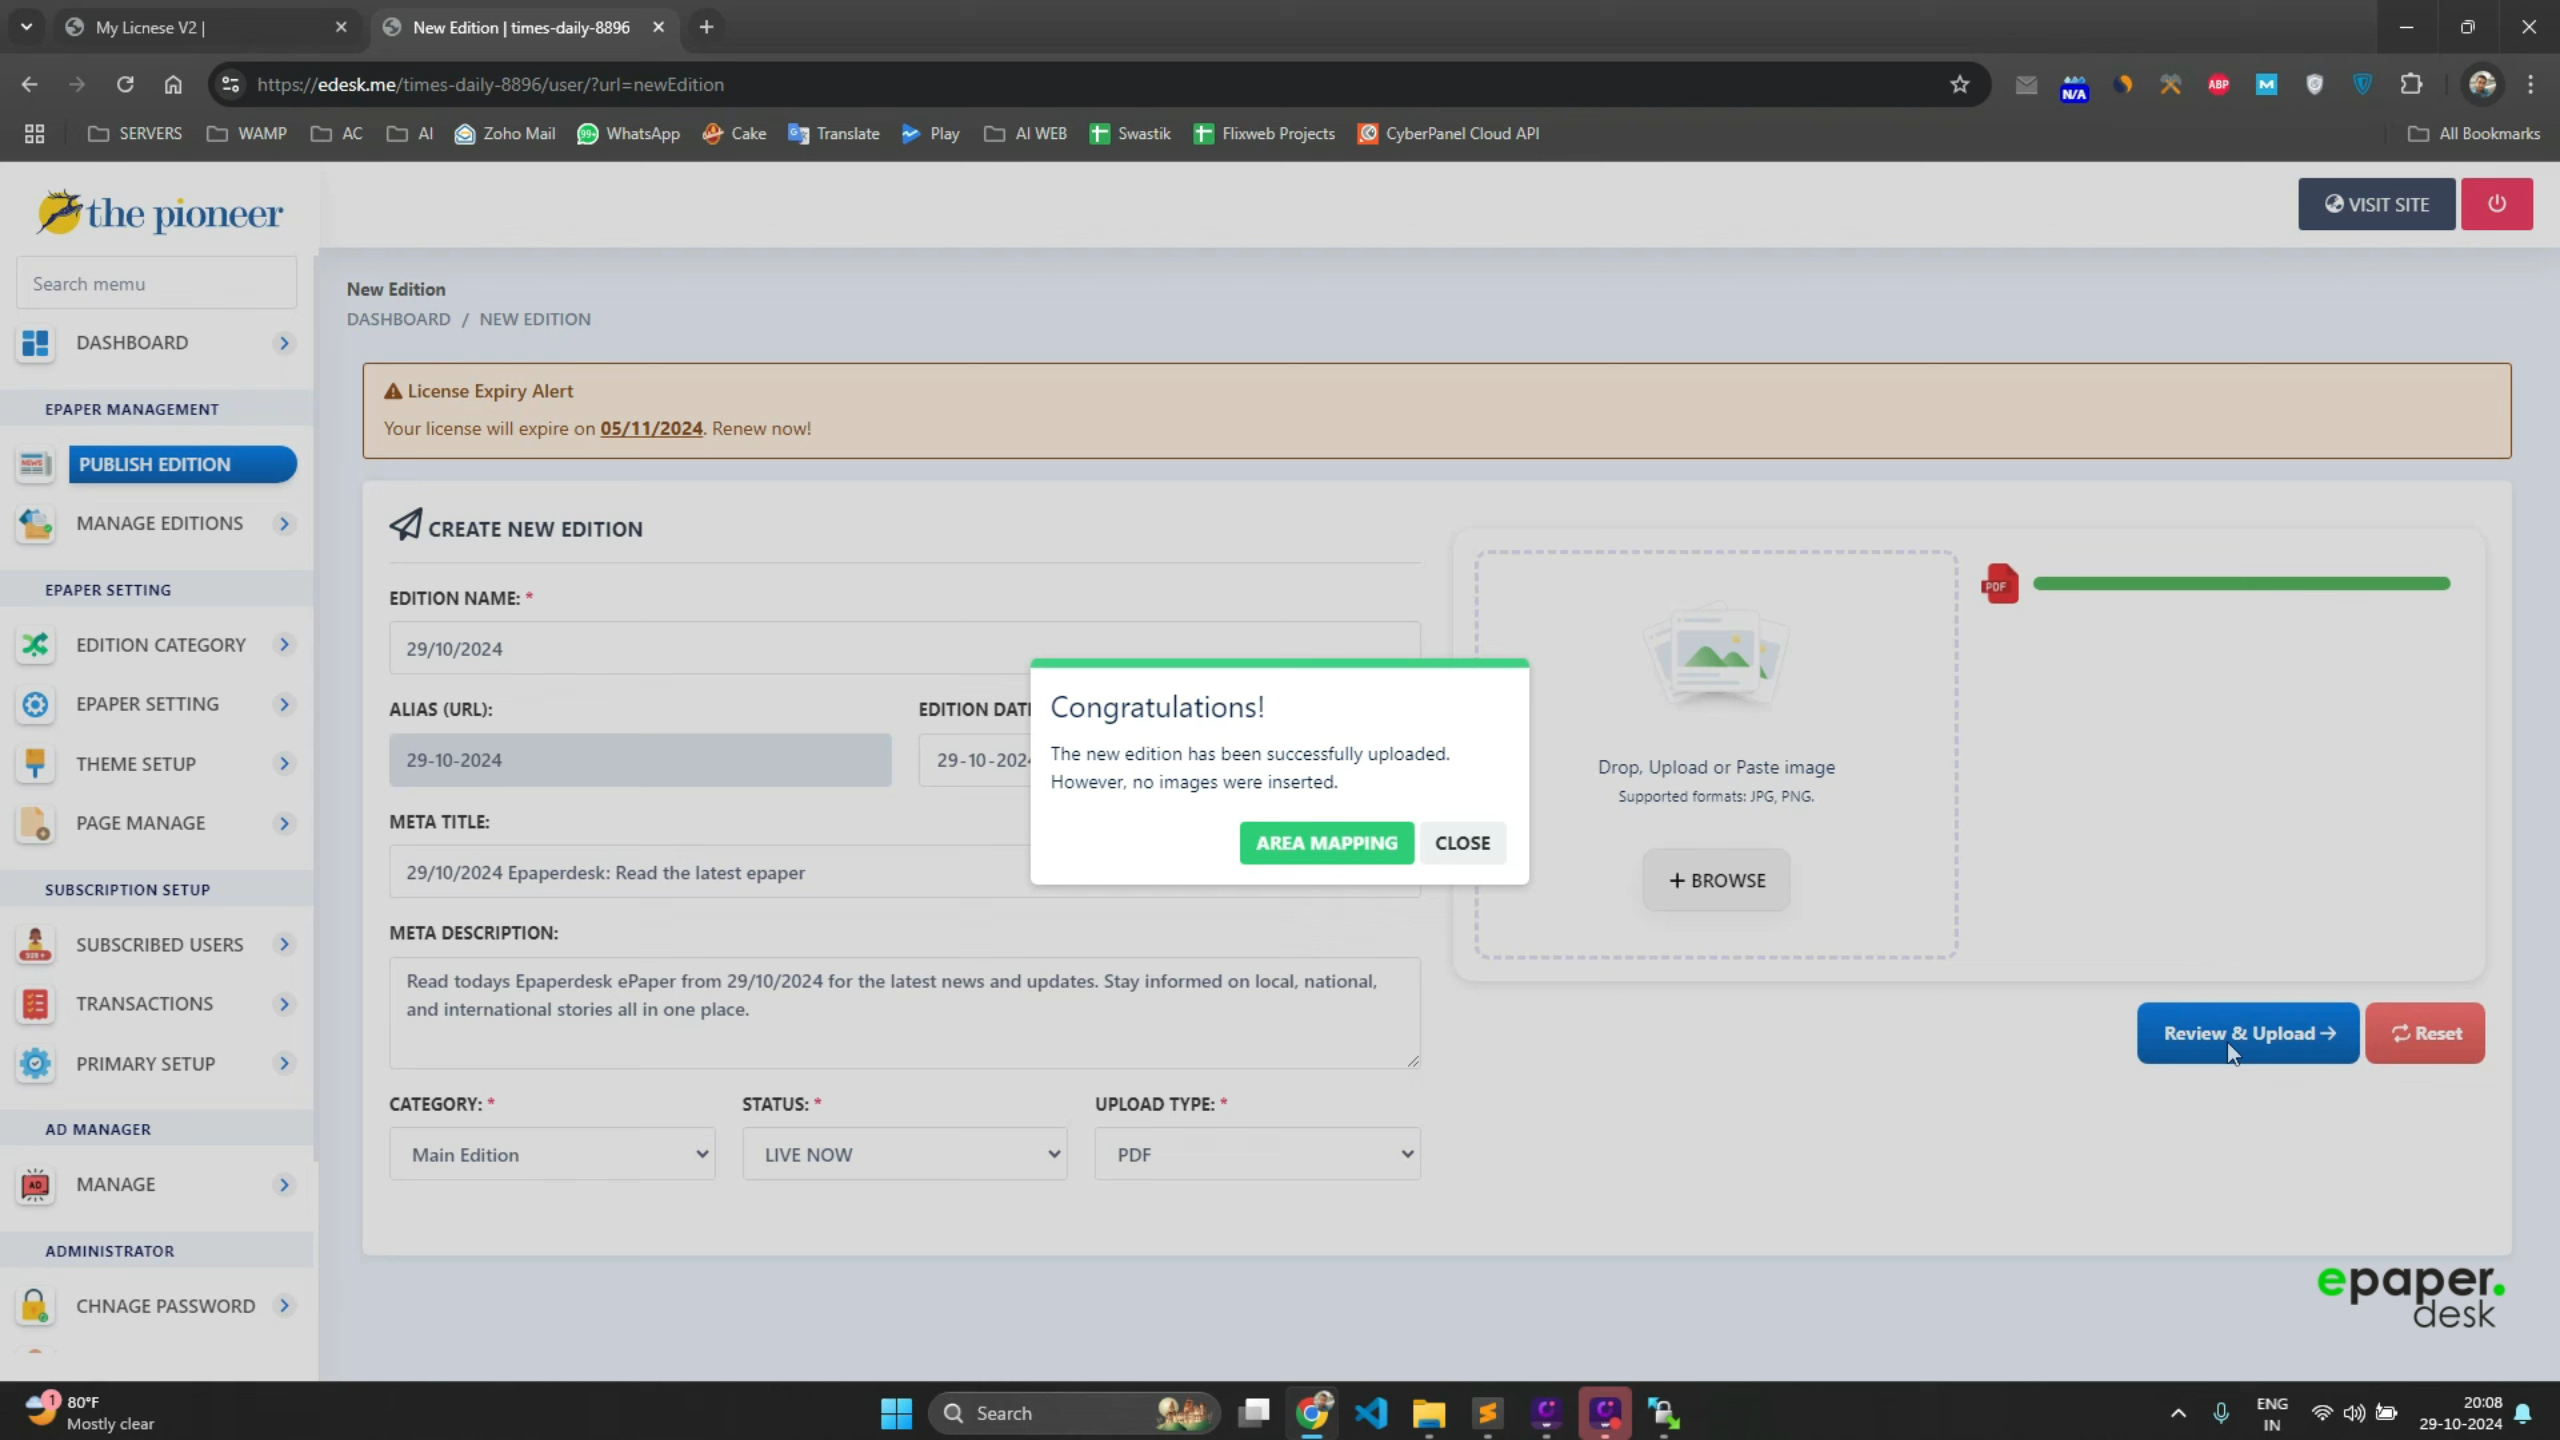 My Licnese V2 |
New Edition | times-daily-8896
https://edesk.me/times-daily-8896/user/?url=newEdition
N/A
ABP
M
SERVERS
WAMP
AC
AI
Zoho Mail
99+
WhatsApp
Cake
Translate
Play
AI WEB
Swastik
Flixweb Projects
CyberPanel Cloud API
All Bookmarks
the pioneer
VISIT SITE
Search memu
DASHBOARD
EPAPER MANAGEMENT
NEWS
PUBLISH EDITION
MANAGE EDITIONS
EPAPER SETTING
EDITION CATEGORY
EPAPER SETTING
THEME SETUP
PAGE MANAGE
SUBSCRIPTION SETUP
SUBSCRIBED USERS
TRANSACTIONS
PRIMARY SETUP
AD MANAGER
AD
MANAGE
ADMINISTRATOR
CHNAGE PASSWORD
New Edition
DASHBOARD / NEW EDITION
License Expiry Alert
Your license will expire on 05/11/2024. Renew now!
CREATE NEW EDITION
EDITION NAME: *
29/10/2024
ALIAS (URL):
29-10-2024
EDITION DAT
29-10-202
META TITLE:
29/10/2024 Epaperdesk: Read the latest epaper
META DESCRIPTION:
Read todays Epaperdesk ePaper from 29/10/2024 for the latest news and updates. Stay informed on local, national,
and international stories all in one place.
CATEGORY: *
Main Edition
STATUS: *
LIVE NOW
UPLOAD TYPE: *
PDF
Congratulations!
The new edition has been successfully uploaded.
However, no images were inserted.
AREA MAPPING
CLOSE
Drop, Upload or Paste image
Supported formats: JPG, PNG.
+ BROWSE
PDF
Review & Upload →
Reset
epaper.
desk
1
80°F
Mostly clear
Search
ENG
IN
20:08
29-10-2024